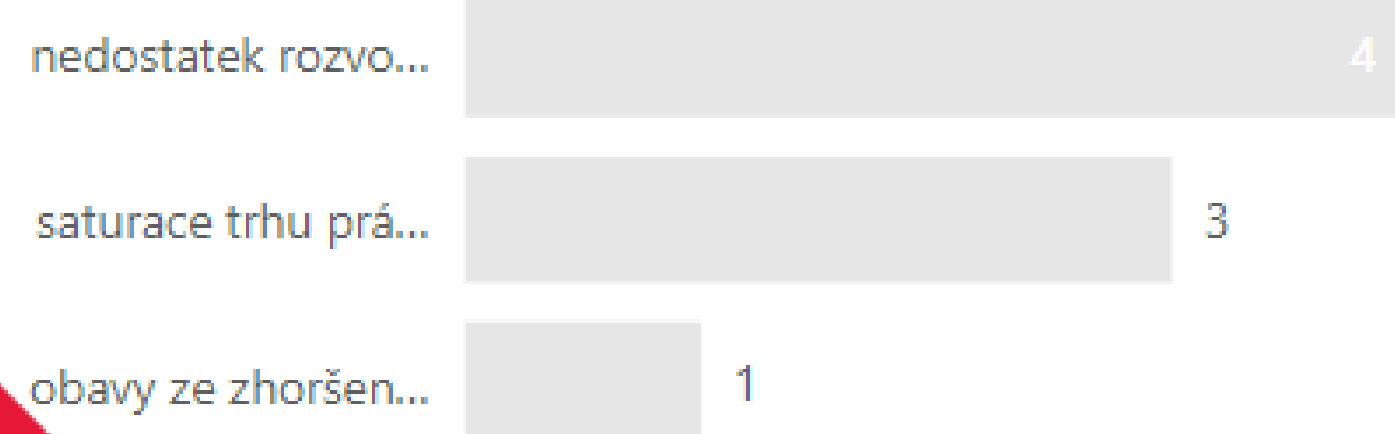 nedostatek rozvo... 4
saturace trhu prá... 3
obavy ze zhoršen... 1